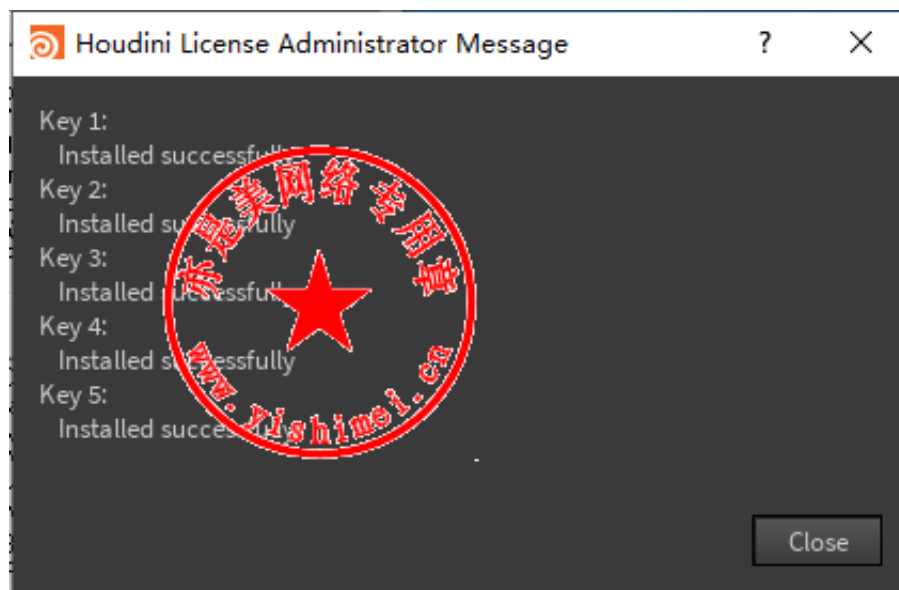 Houdini License Administrator Message
Key 1:
Installed successfully
Key 2:
Installed successfully
Key 3:
Installed successfully
Key 4:
Installed successfully
Key 5:
Installed successfully
亦是美网络专用章
www.yishimei.cn
Close